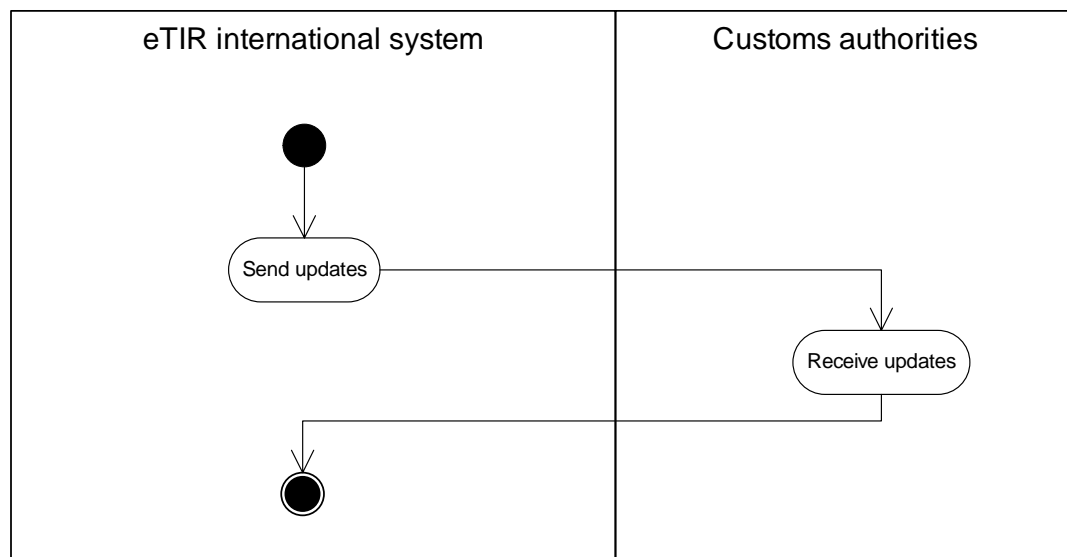 eTIR international system
Customs authorities
Send updates
Receive updates